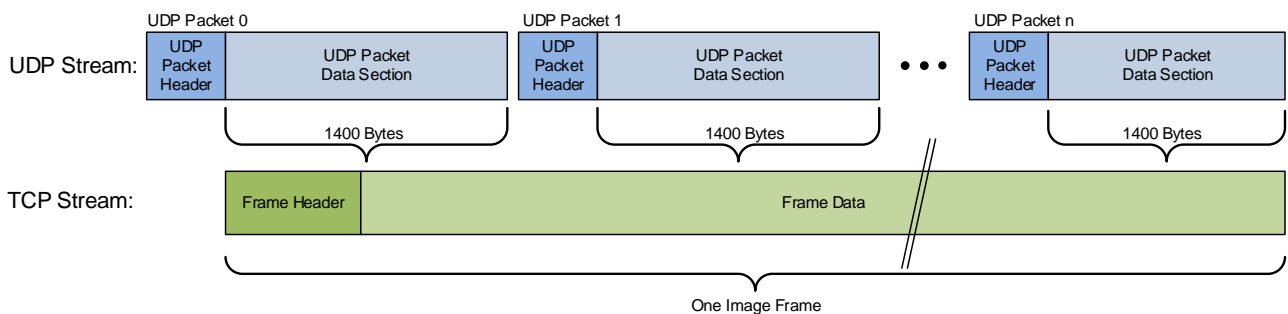 UDP Packet 0
UDP Packet 1
UDP Packet n
UDP Stream:
UDP
Packet
Header
UDP Packet
Data Section
UDP
Packet
Header
UDP Packet
Data Section
UDP
Packet
Header
UDP Packet
Data Section
1400 Bytes
1400 Bytes
1400 Bytes
TCP Stream:
Frame Header
Frame Data
One Image Frame